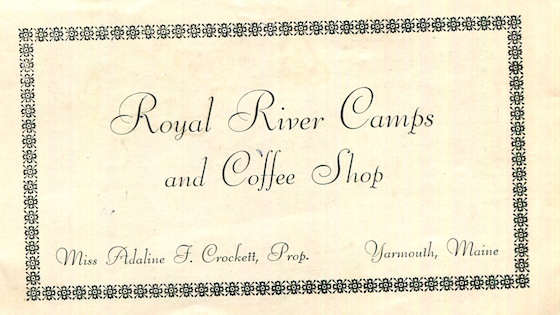 Royal River Camps
and Coffee Shop
Miss Adaline F. Crockett, Prop. Yarmouth, Maine